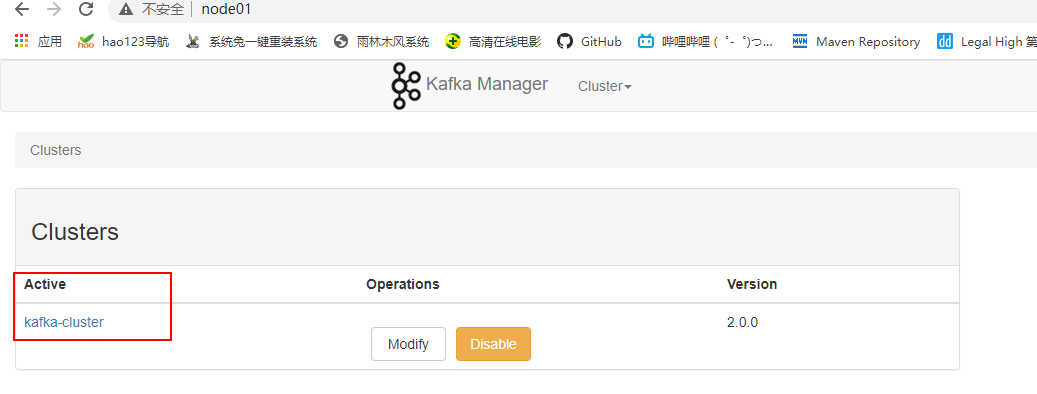 不安全 node01
应用 hao123导航 系统兔一键重装系统 雨林木风系统 高清在线电影 GitHub 哔哩哔哩 (゜-゜)つ... Maven Repository Legal High 第
Kafka Manager Cluster
Clusters
Clusters
Active Operations Version
kafka-cluster 2.0.0
Modify Disable